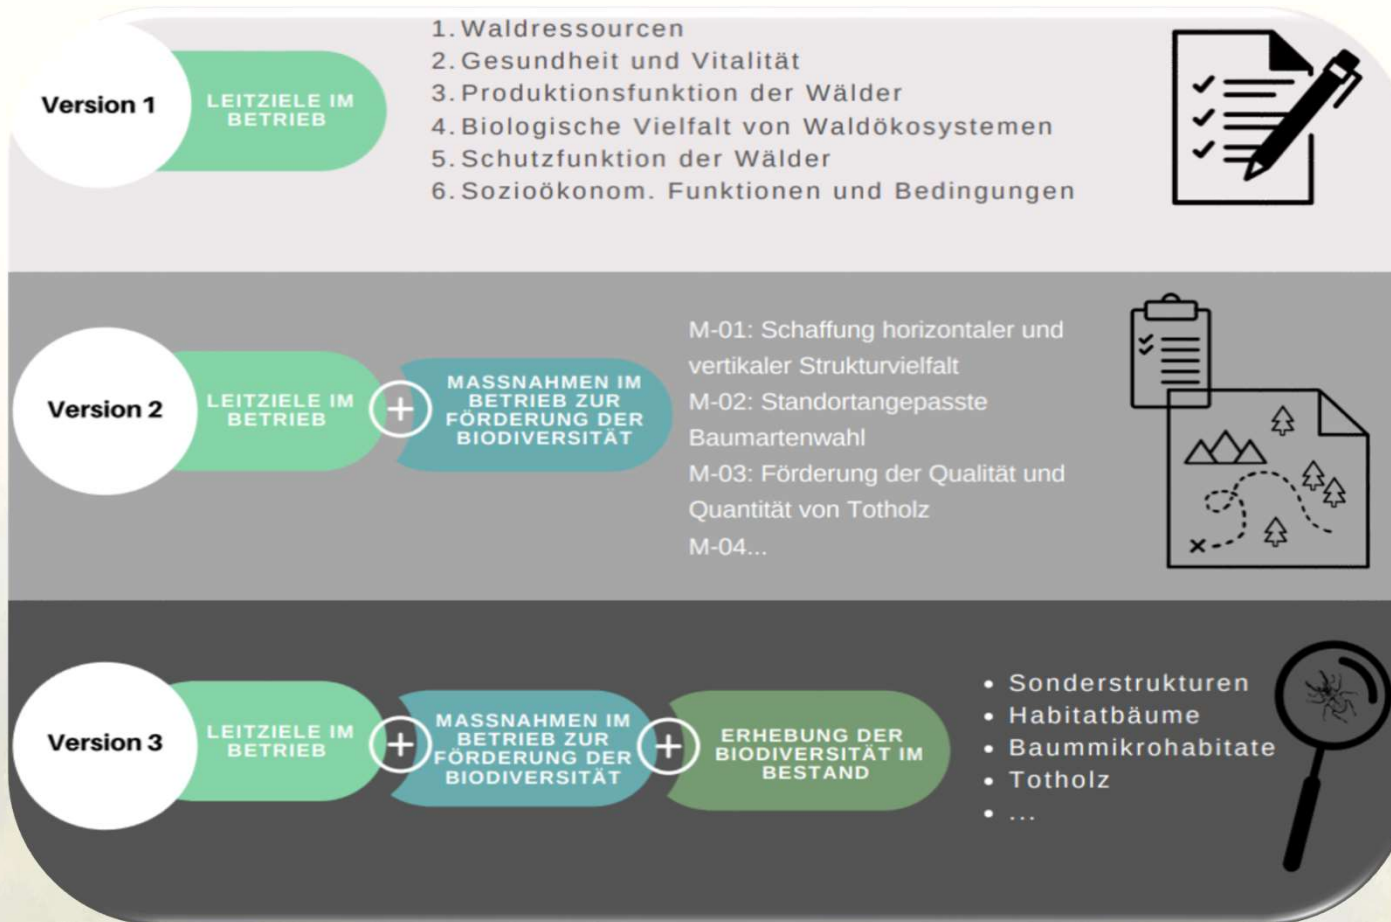 Version 1
LEITZIELE IM
BETRIEB
1. Waldressourcen
2. Gesundheit und Vitalität
3. Produktionsfunktion der Wälder
4. Biologische Vielfalt von Waldökosystemen
5. Schutzfunktion der Wälder
6. Sozioökonom. Funktionen und Bedingungen
Version 2
LEITZIELE IM
BETRIEB
+
MASSNAHMEN IM
BETRIEB ZUR
FÖRDERUNG DER
BIODIVERSITÄT
M-01: Schaffung horizontaler und
vertikaler Strukturvielfalt
M-02: Standortangepasste
Baumartenwahl
M-03: Förderung der Qualität und
Quantität von Totholz
M-04...
Version 3
LEITZIELE IM
BETRIEB
+
MASSNAHMEN IM
BETRIEB ZUR
FÖRDERUNG DER
BIODIVERSITÄT
+
ERHEBUNG DER
BIODIVERSITÄT IM
BESTAND
• Sonderstrukturen
• Habitatbäume
• Baummikrohabitate
• Totholz
• ...